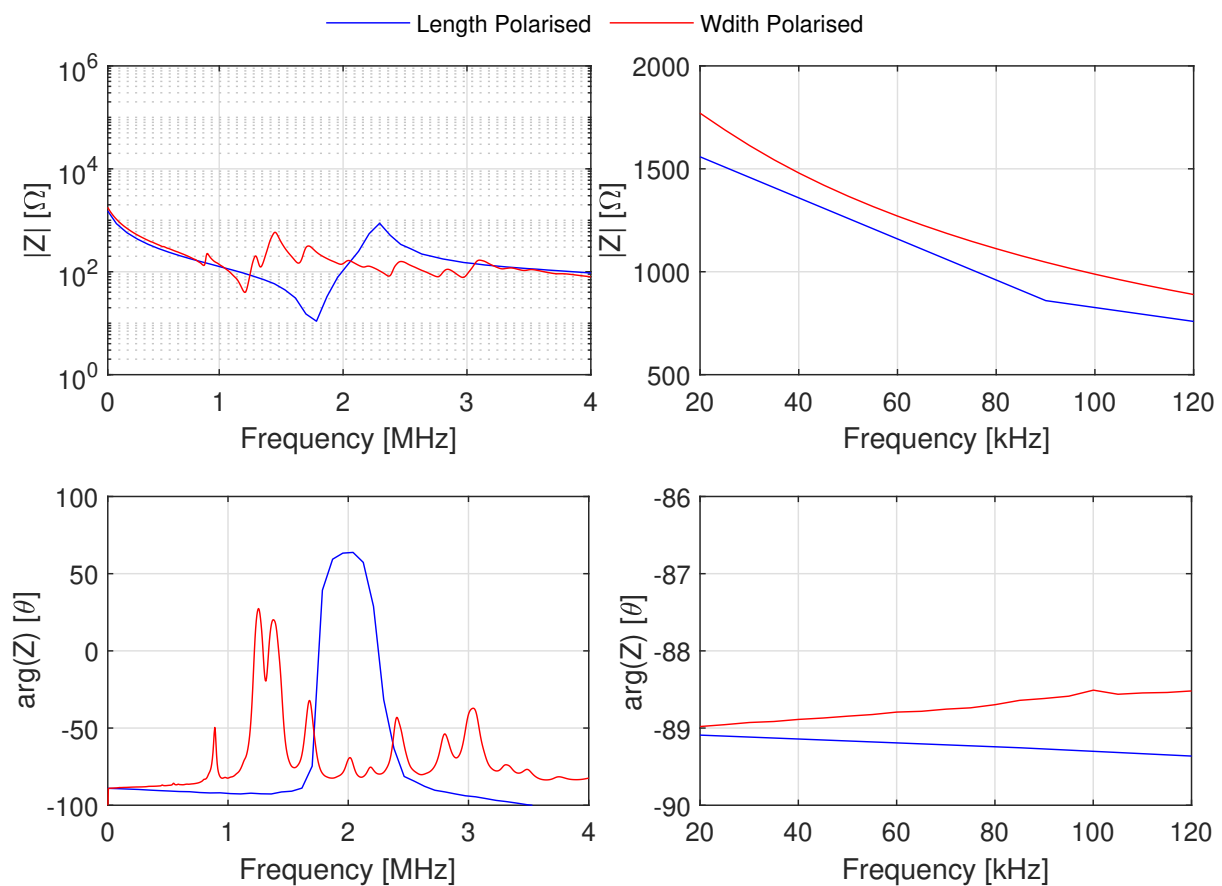 Length Polarised Wdith Polarised
10^6
10^4
10^2
10^0
|Z| [Ω]
0 1 2 3 4
Frequency [MHz]
2000
1500
1000
500
|Z| [Ω]
20 40 60 80 100 120
Frequency [kHz]
100
50
0
-50
-100
arg(Z) [θ]
0 1 2 3 4
Frequency [MHz]
-86
-87
-88
-89
-90
arg(Z) [θ]
20 40 60 80 100 120
Frequency [kHz]